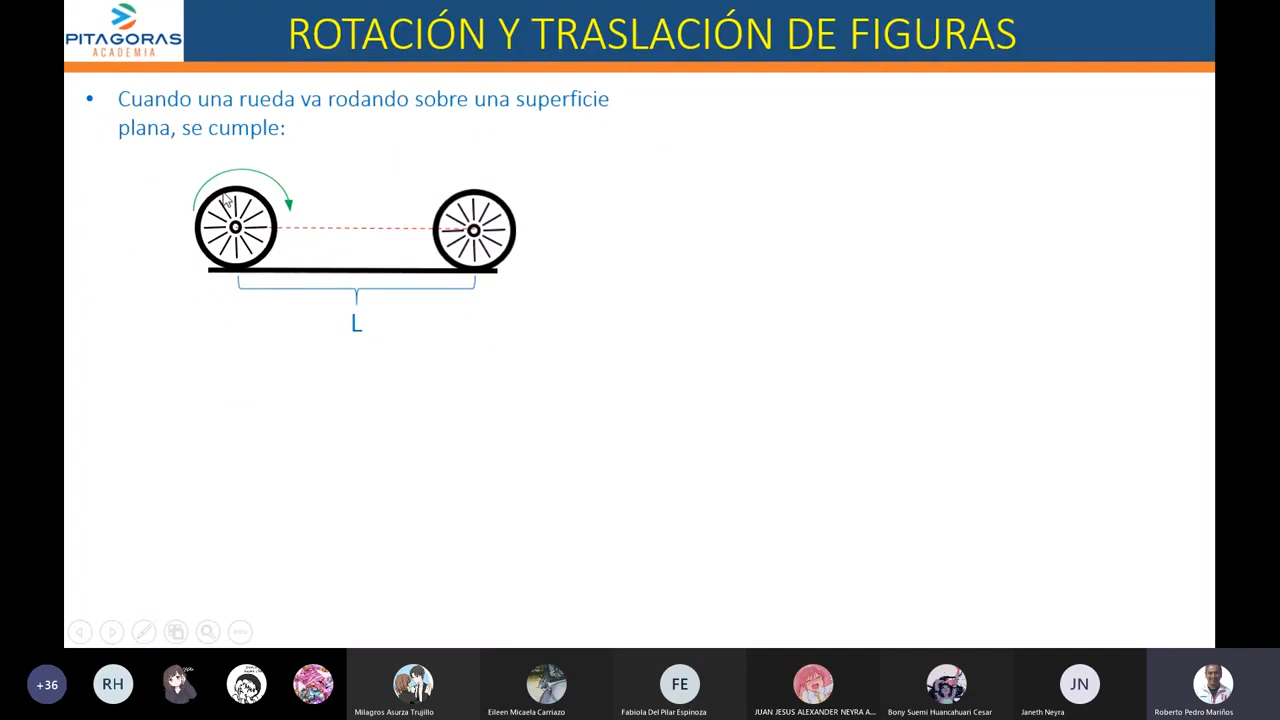 PITAGORAS
ACADEMIA
ROTACIÓN Y TRASLACIÓN DE FIGURAS
• Cuando una rueda va rodando sobre una superficie
plana, se cumple:
L
+36
RH
FE
JN
Milagros Asurza Trujillo
Eileen Micaela Carriazo
Fabiola Del Pilar Espinoza
JUAN JESUS ALEXANDER NEYRA A...
Bony Suemi Huancahuari Cesar
Janeth Neyra
Roberto Pedro Mariños